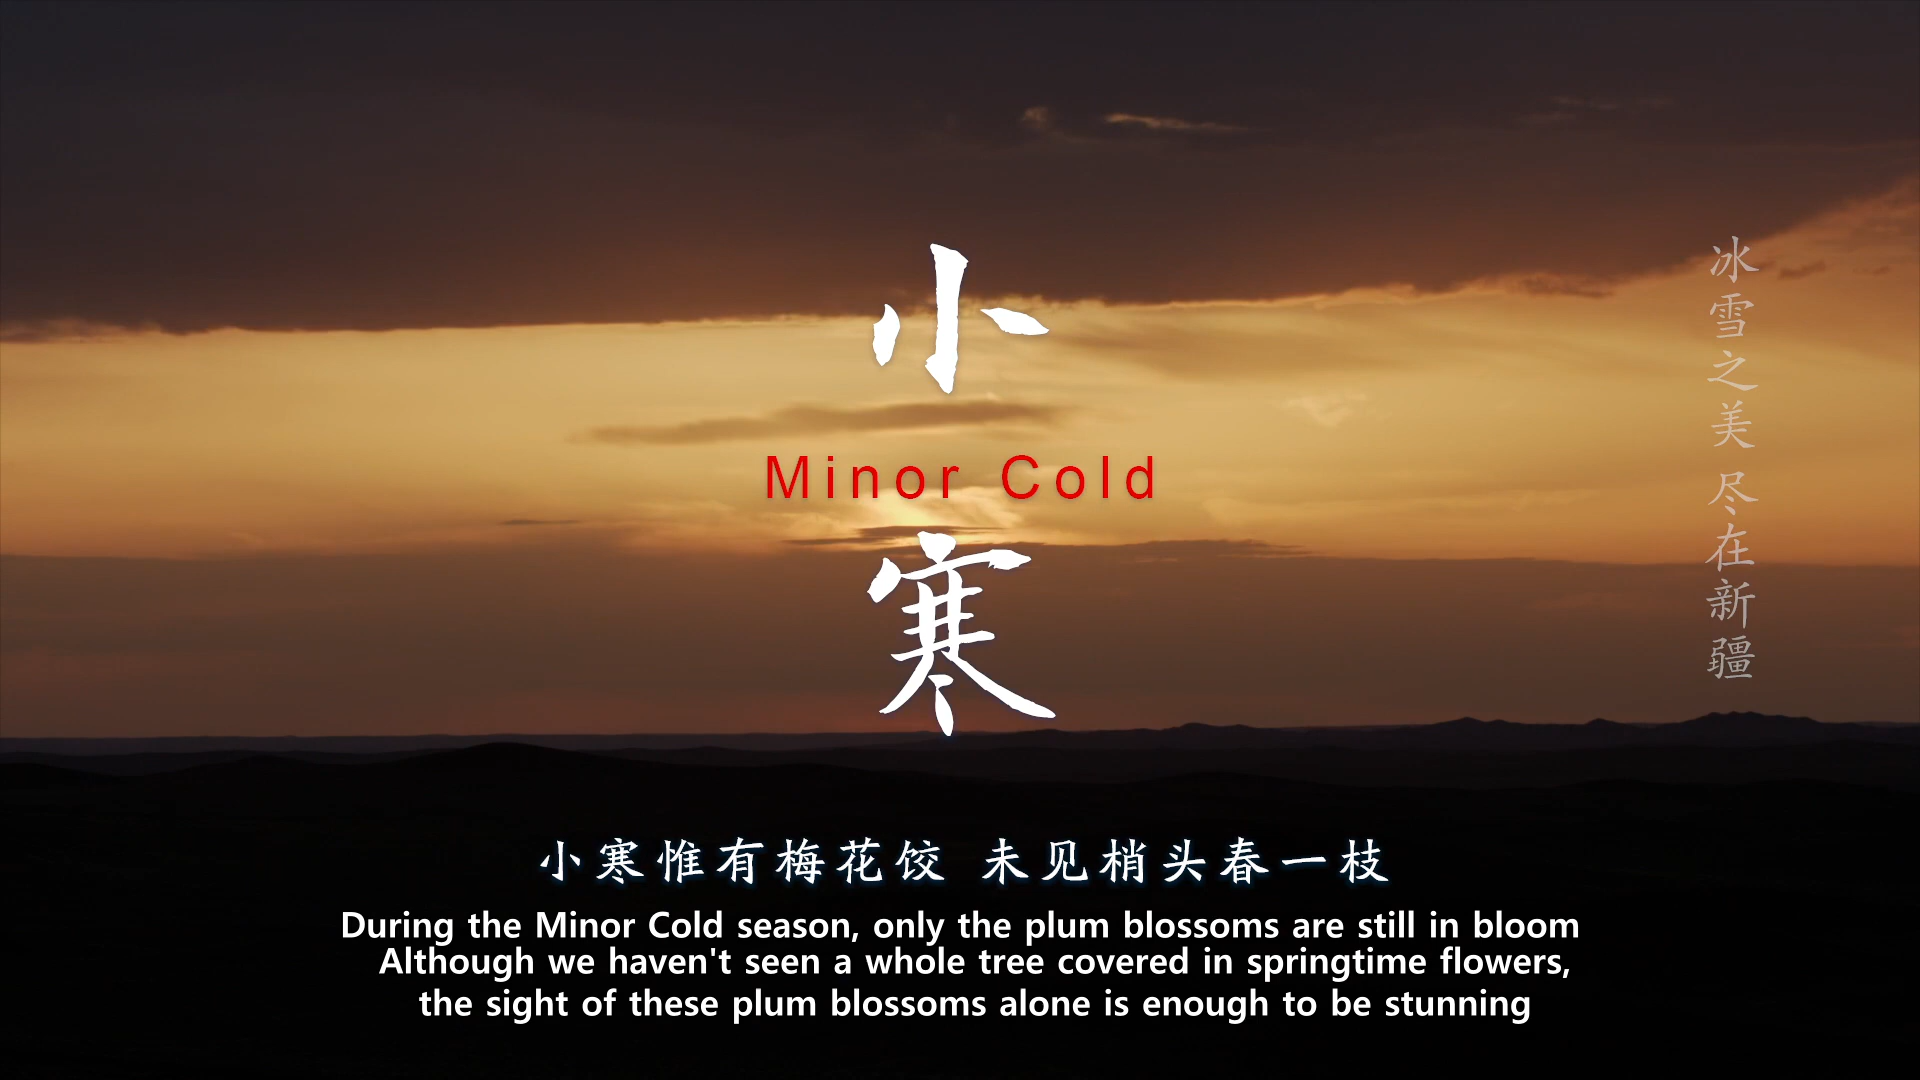 小
Minor Cold
寒
冰雪之美 尽在新疆
小寒惟有梅花饺 未见梢头春一枝
During the Minor Cold season, only the plum blossoms are still in bloom
Although we haven't seen a whole tree covered in springtime flowers,
the sight of these plum blossoms alone is enough to be stunning